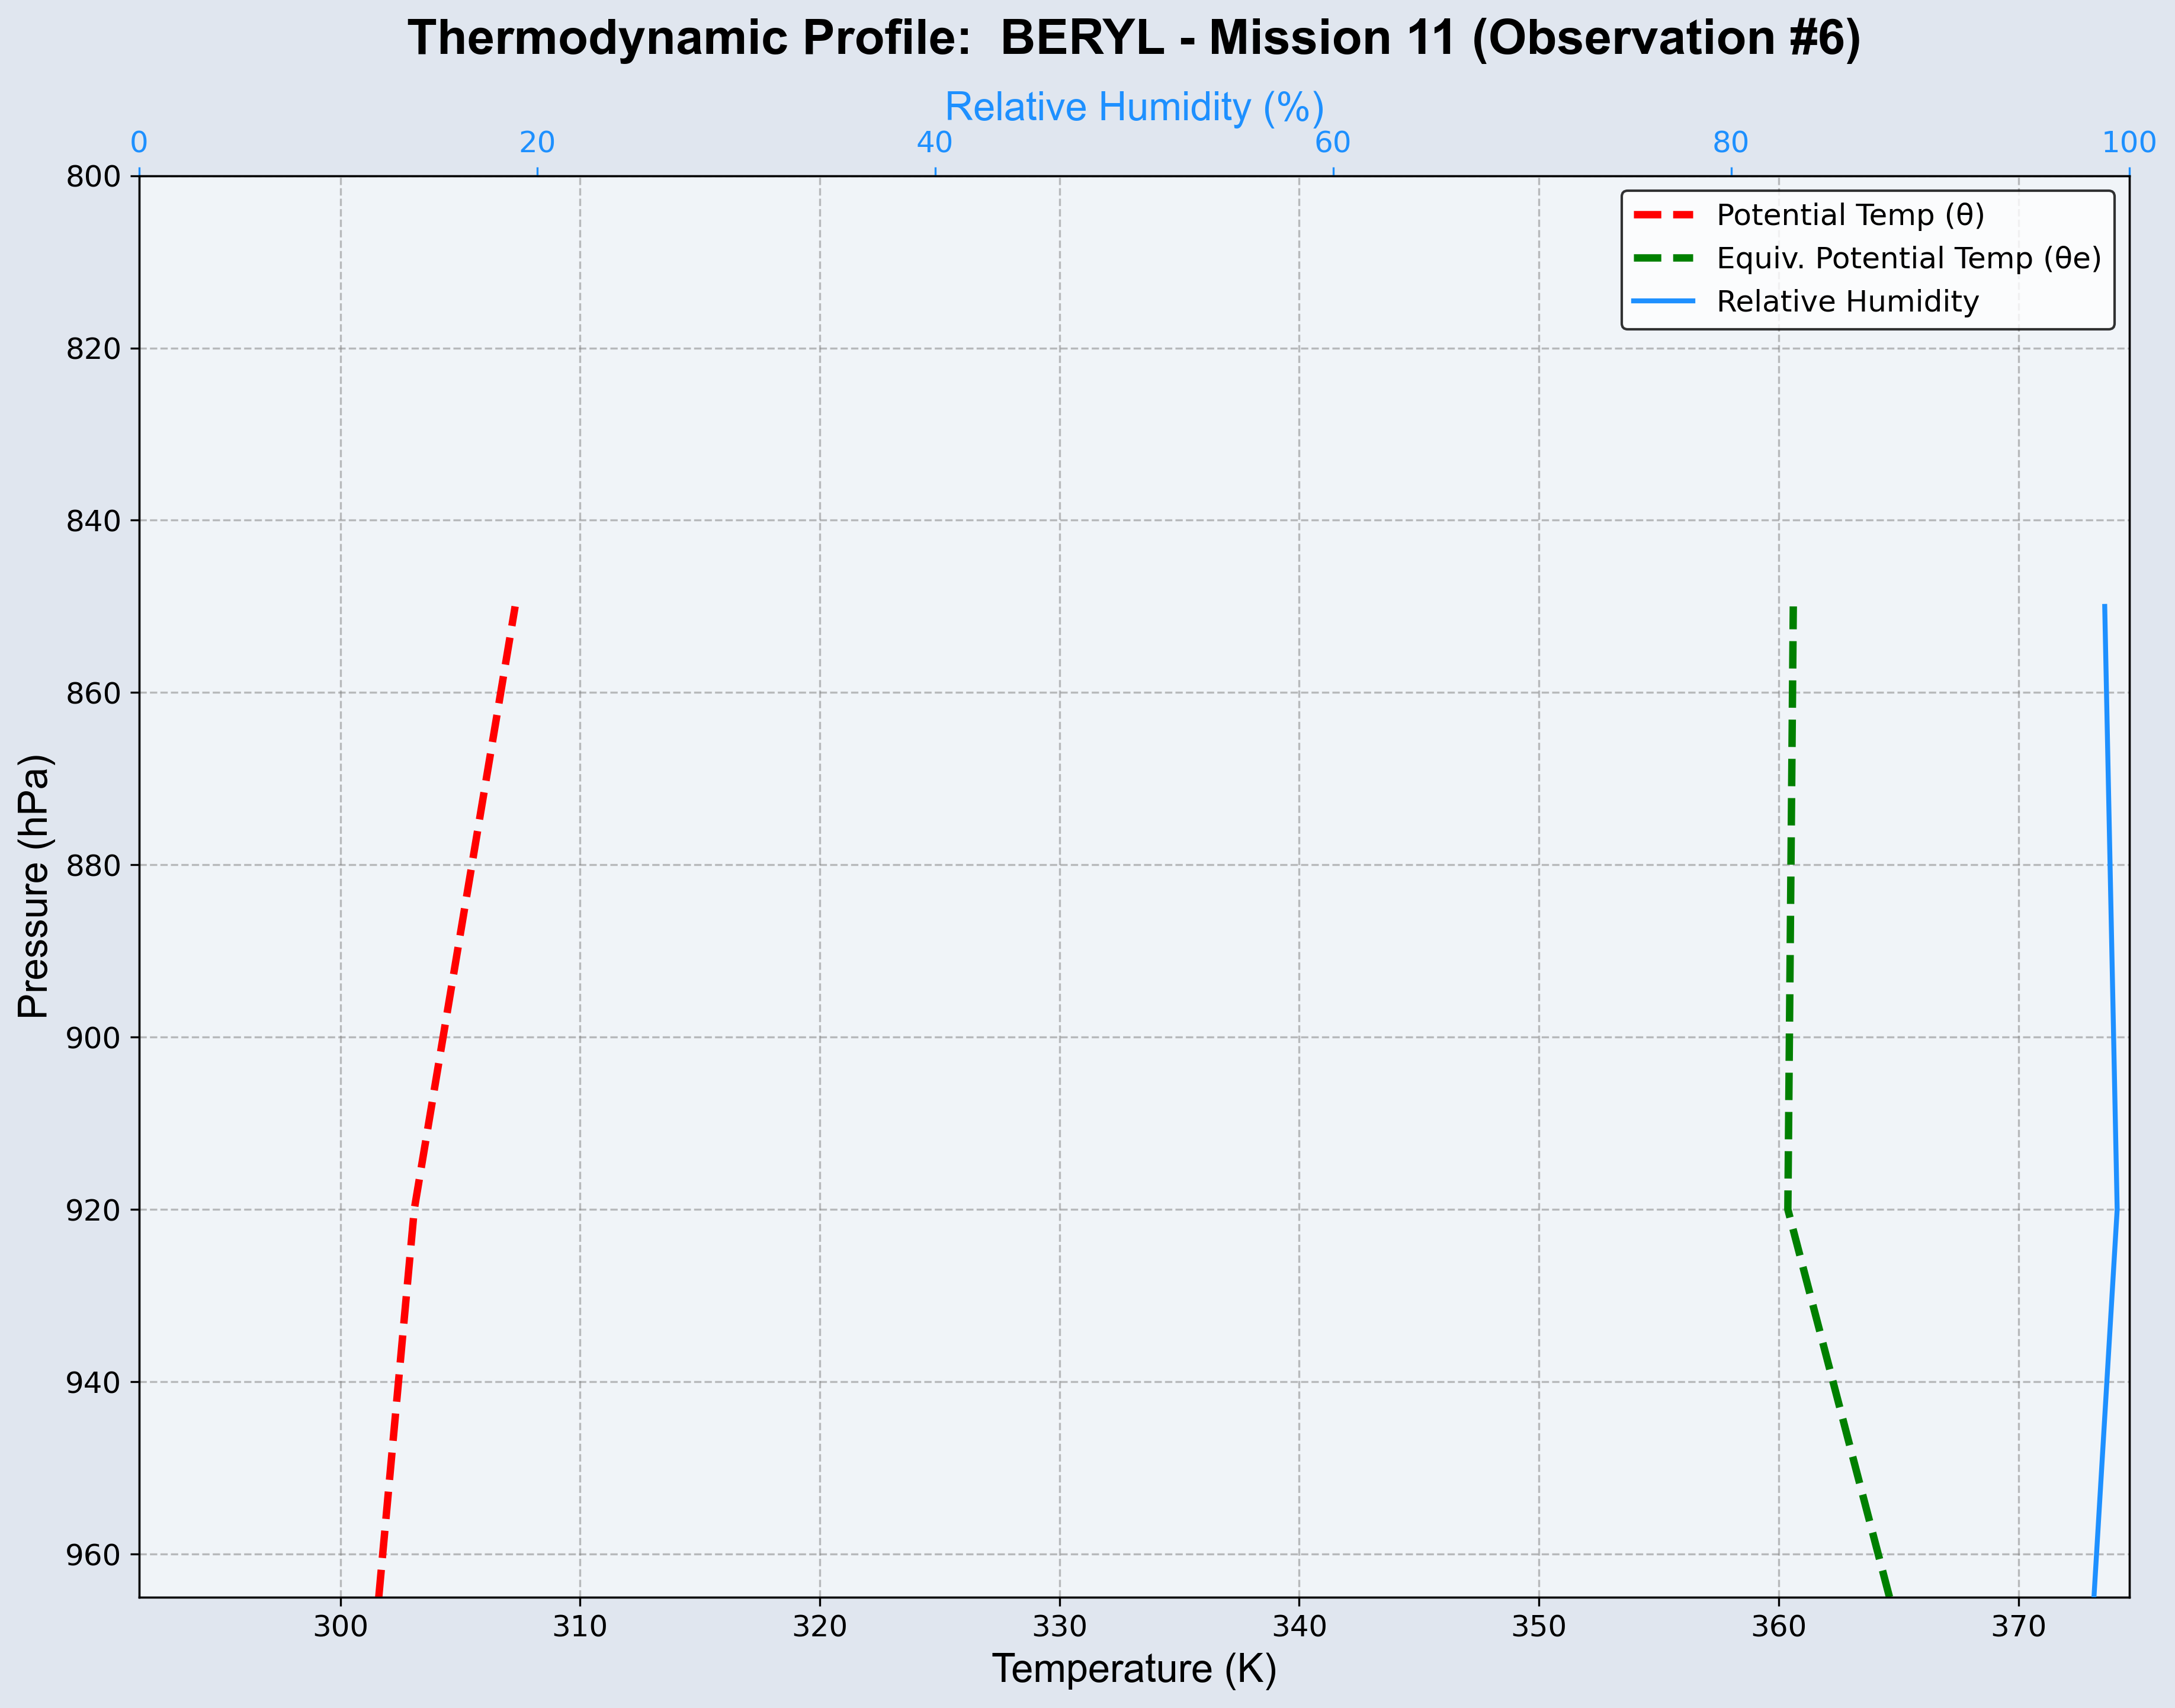 Thermodynamic Profile:  BERYL - Mission 11 (Observation #6)
Relative Humidity (%)
0 20 40 60 80 100
Potential Temp (θ)
Equiv. Potential Temp (θe)
Relative Humidity
Pressure (hPa)
800
820
840
860
880
900
920
940
960
300 310 320 330 340 350 360 370
Temperature (K)